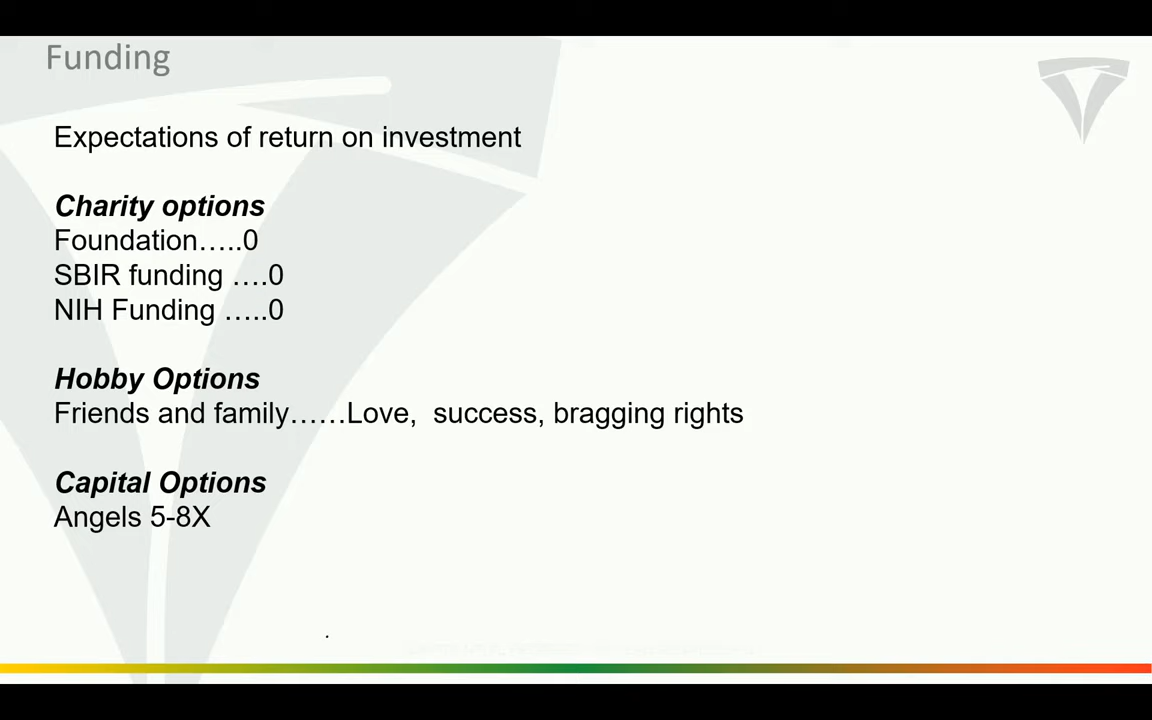 Funding
Expectations of return on investment
Charity options
Foundation…..0
SBIR funding ….0
NIH Funding …..0
Hobby Options
Friends and family……Love,  success, bragging rights
Capital Options
Angels 5-8X
.